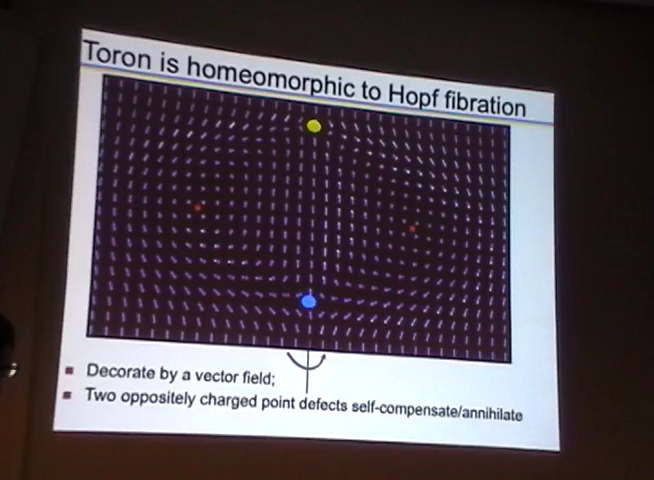 Toron is homeomorphic to Hopf fibration
Decorate by a vector field;
Two oppositely charged point defects self-compensate/annihilate